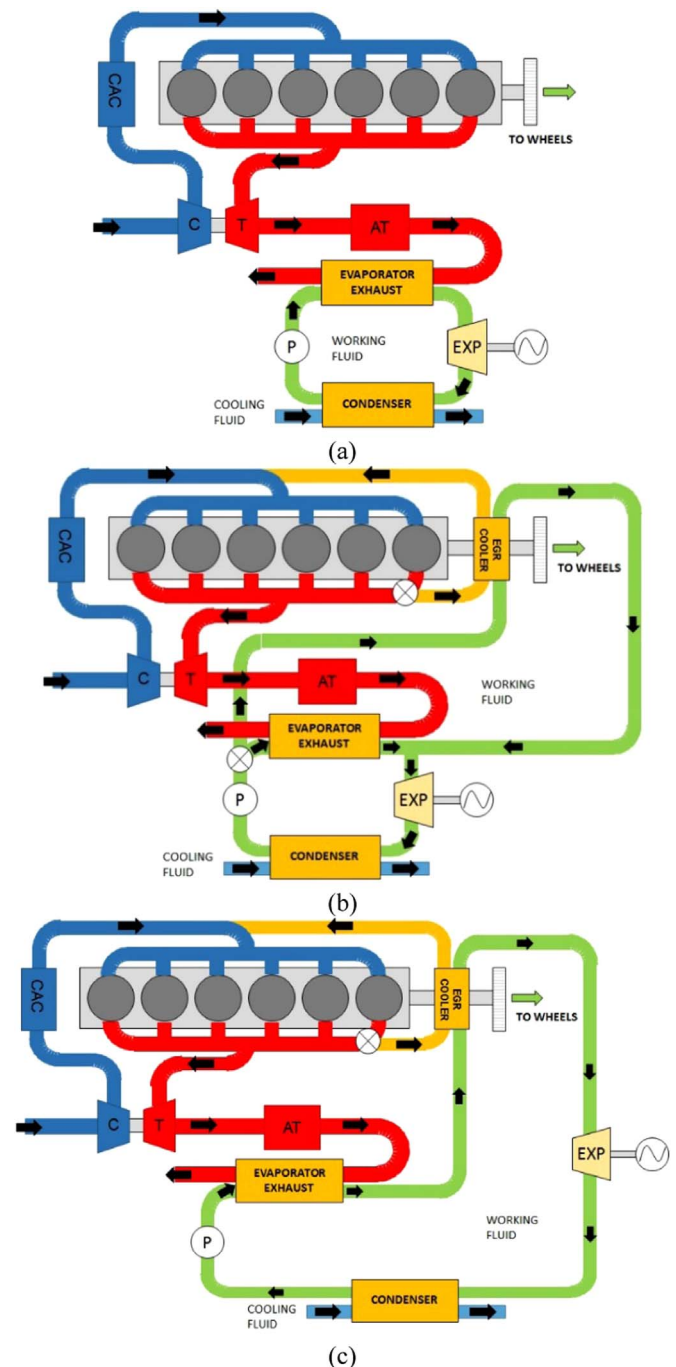 CAC
TO WHEELS
C
T
AT
EVAPORATOR
EXHAUST
P
WORKING
FLUID
EXP
COOLING
FLUID
CONDENSER
(a)
CAC
EGR
COOLER
TO WHEELS
C
T
AT
WORKING
FLUID
EVAPORATOR
EXHAUST
P
EXP
COOLING
FLUID
CONDENSER
(b)
CAC
EGR
COOLER
TO WHEELS
C
T
AT
EXP
EVAPORATOR
EXHAUST
P
WORKING
FLUID
COOLING
FLUID
CONDENSER
(c)